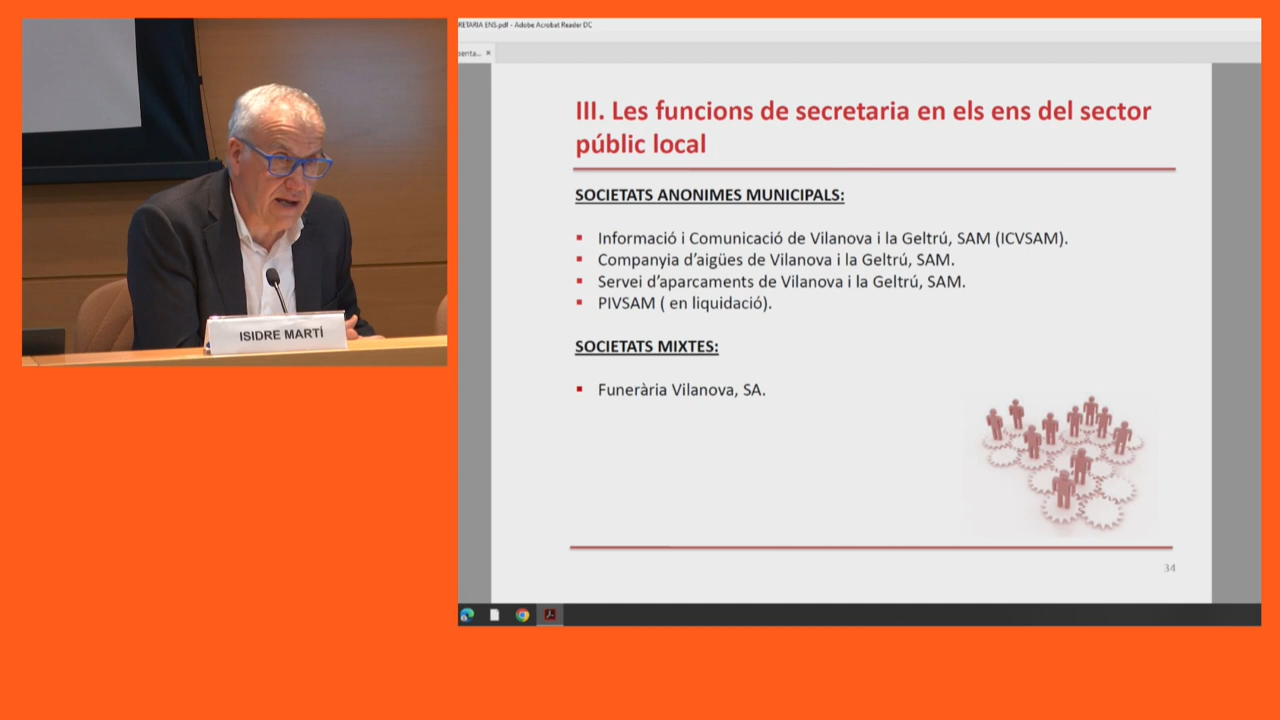 RETARIA ENS.pdf - Adobe Acrobat Reader DC
senta... ×
III. Les funcions de secretaria en els ens del sector
públic local
SOCIETATS ANONIMES MUNICIPALS:
Informació i Comunicació de Vilanova i la Geltrú, SAM (ICVSAM).
Companyia d'aigües de Vilanova i la Geltrú, SAM.
Servei d'aparcaments de Vilanova i la Geltrú, SAM.
PIVSAM ( en liquidació).
SOCIETATS MIXTES:
Funerària Vilanova, SA.
34
ISIDRE MARTÍ